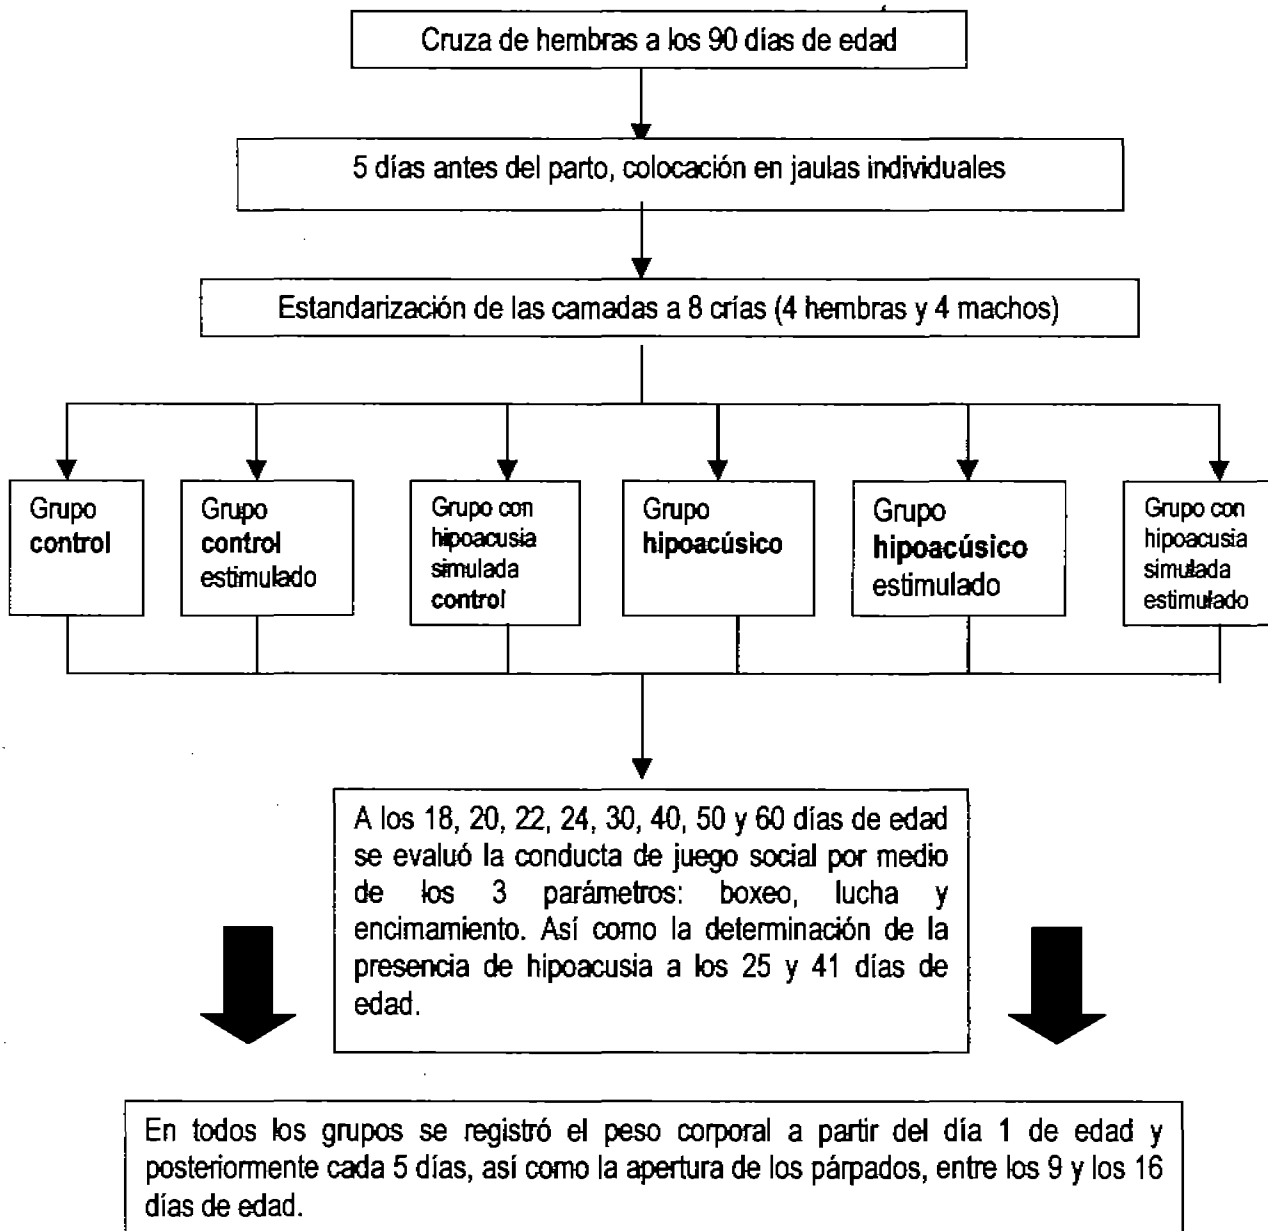 Cruza de hembras a los 90 días de edad
5 días antes del parto, colocación en jaulas individuales
Estandarización de las camadas a 8 crías (4 hembras y 4 machos)
Grupo
control
Grupo
control
estimulado
Grupo con
hipoacusia
simulada
control
Grupo
hipoacúsico
Grupo
hipoacúsico
estimulado
Grupo con
hipoacusia
simulada
estimulado
A los 18, 20, 22, 24, 30, 40, 50 y 60 días de edad
se evaluó la conducta de juego social por medio
de los 3 parámetros: boxeo, lucha y
encimamiento. Así como la determinación de la
presencia de hipoacusia a los 25 y 41 días de
edad.
En todos los grupos se registró el peso corporal a partir del día 1 de edad y
posteriormente cada 5 días, así como la apertura de los párpados, entre los 9 y los 16
días de edad.